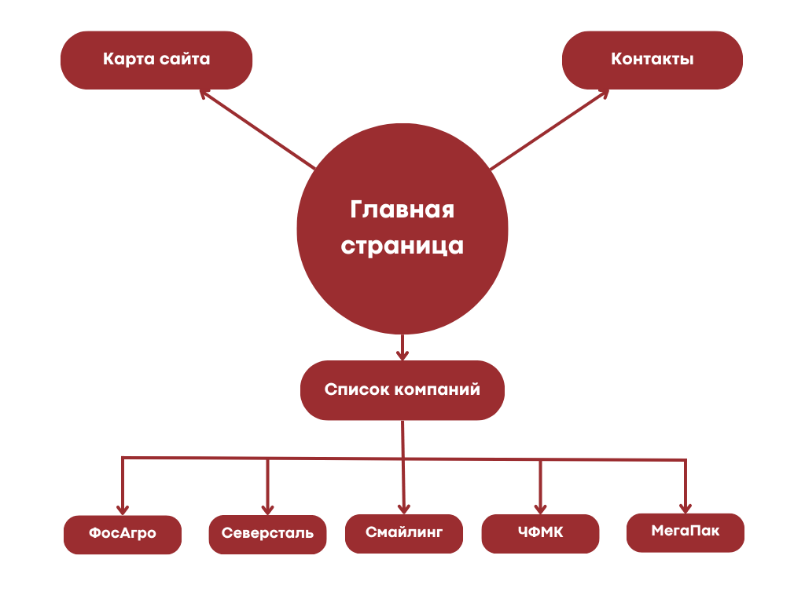 Карта сайта
Контакты
Главная
страница
Список компаний
ФосАгро
Северсталь
Смайлинг
ЧФМК
МегаПак